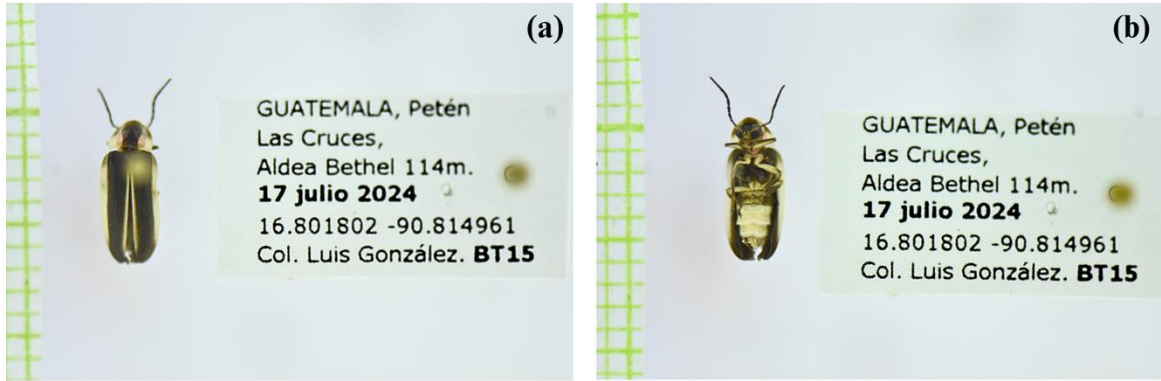 (a)
GUATEMALA, Petén
Las Cruces,
Aldea Bethel 114m.
17 julio 2024
16.801802 -90.814961
Col. Luis González. BT15
(b)
GUATEMALA, Petén
Las Cruces,
Aldea Bethel 114m.
17 julio 2024
16.801802 -90.814961
Col. Luis González. BT15